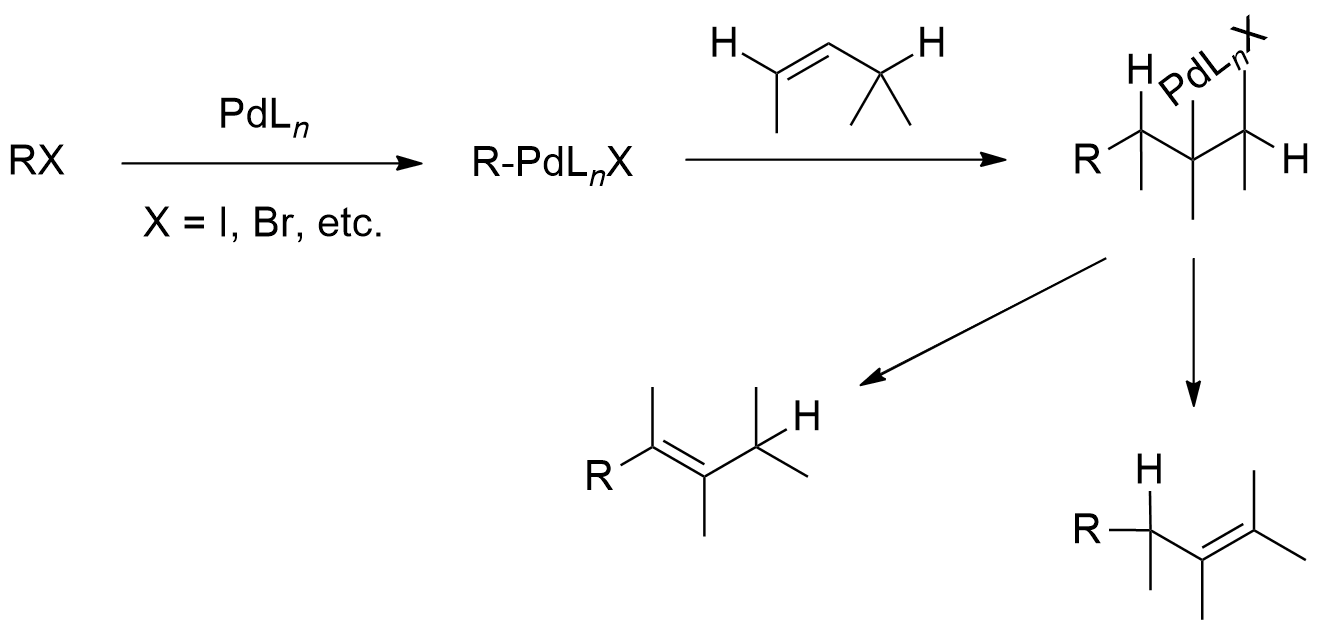 RX
PdLn
X = I, Br, etc.
R-PdLnX
H
H
H
PdLnX
R
H
R
H
H
R